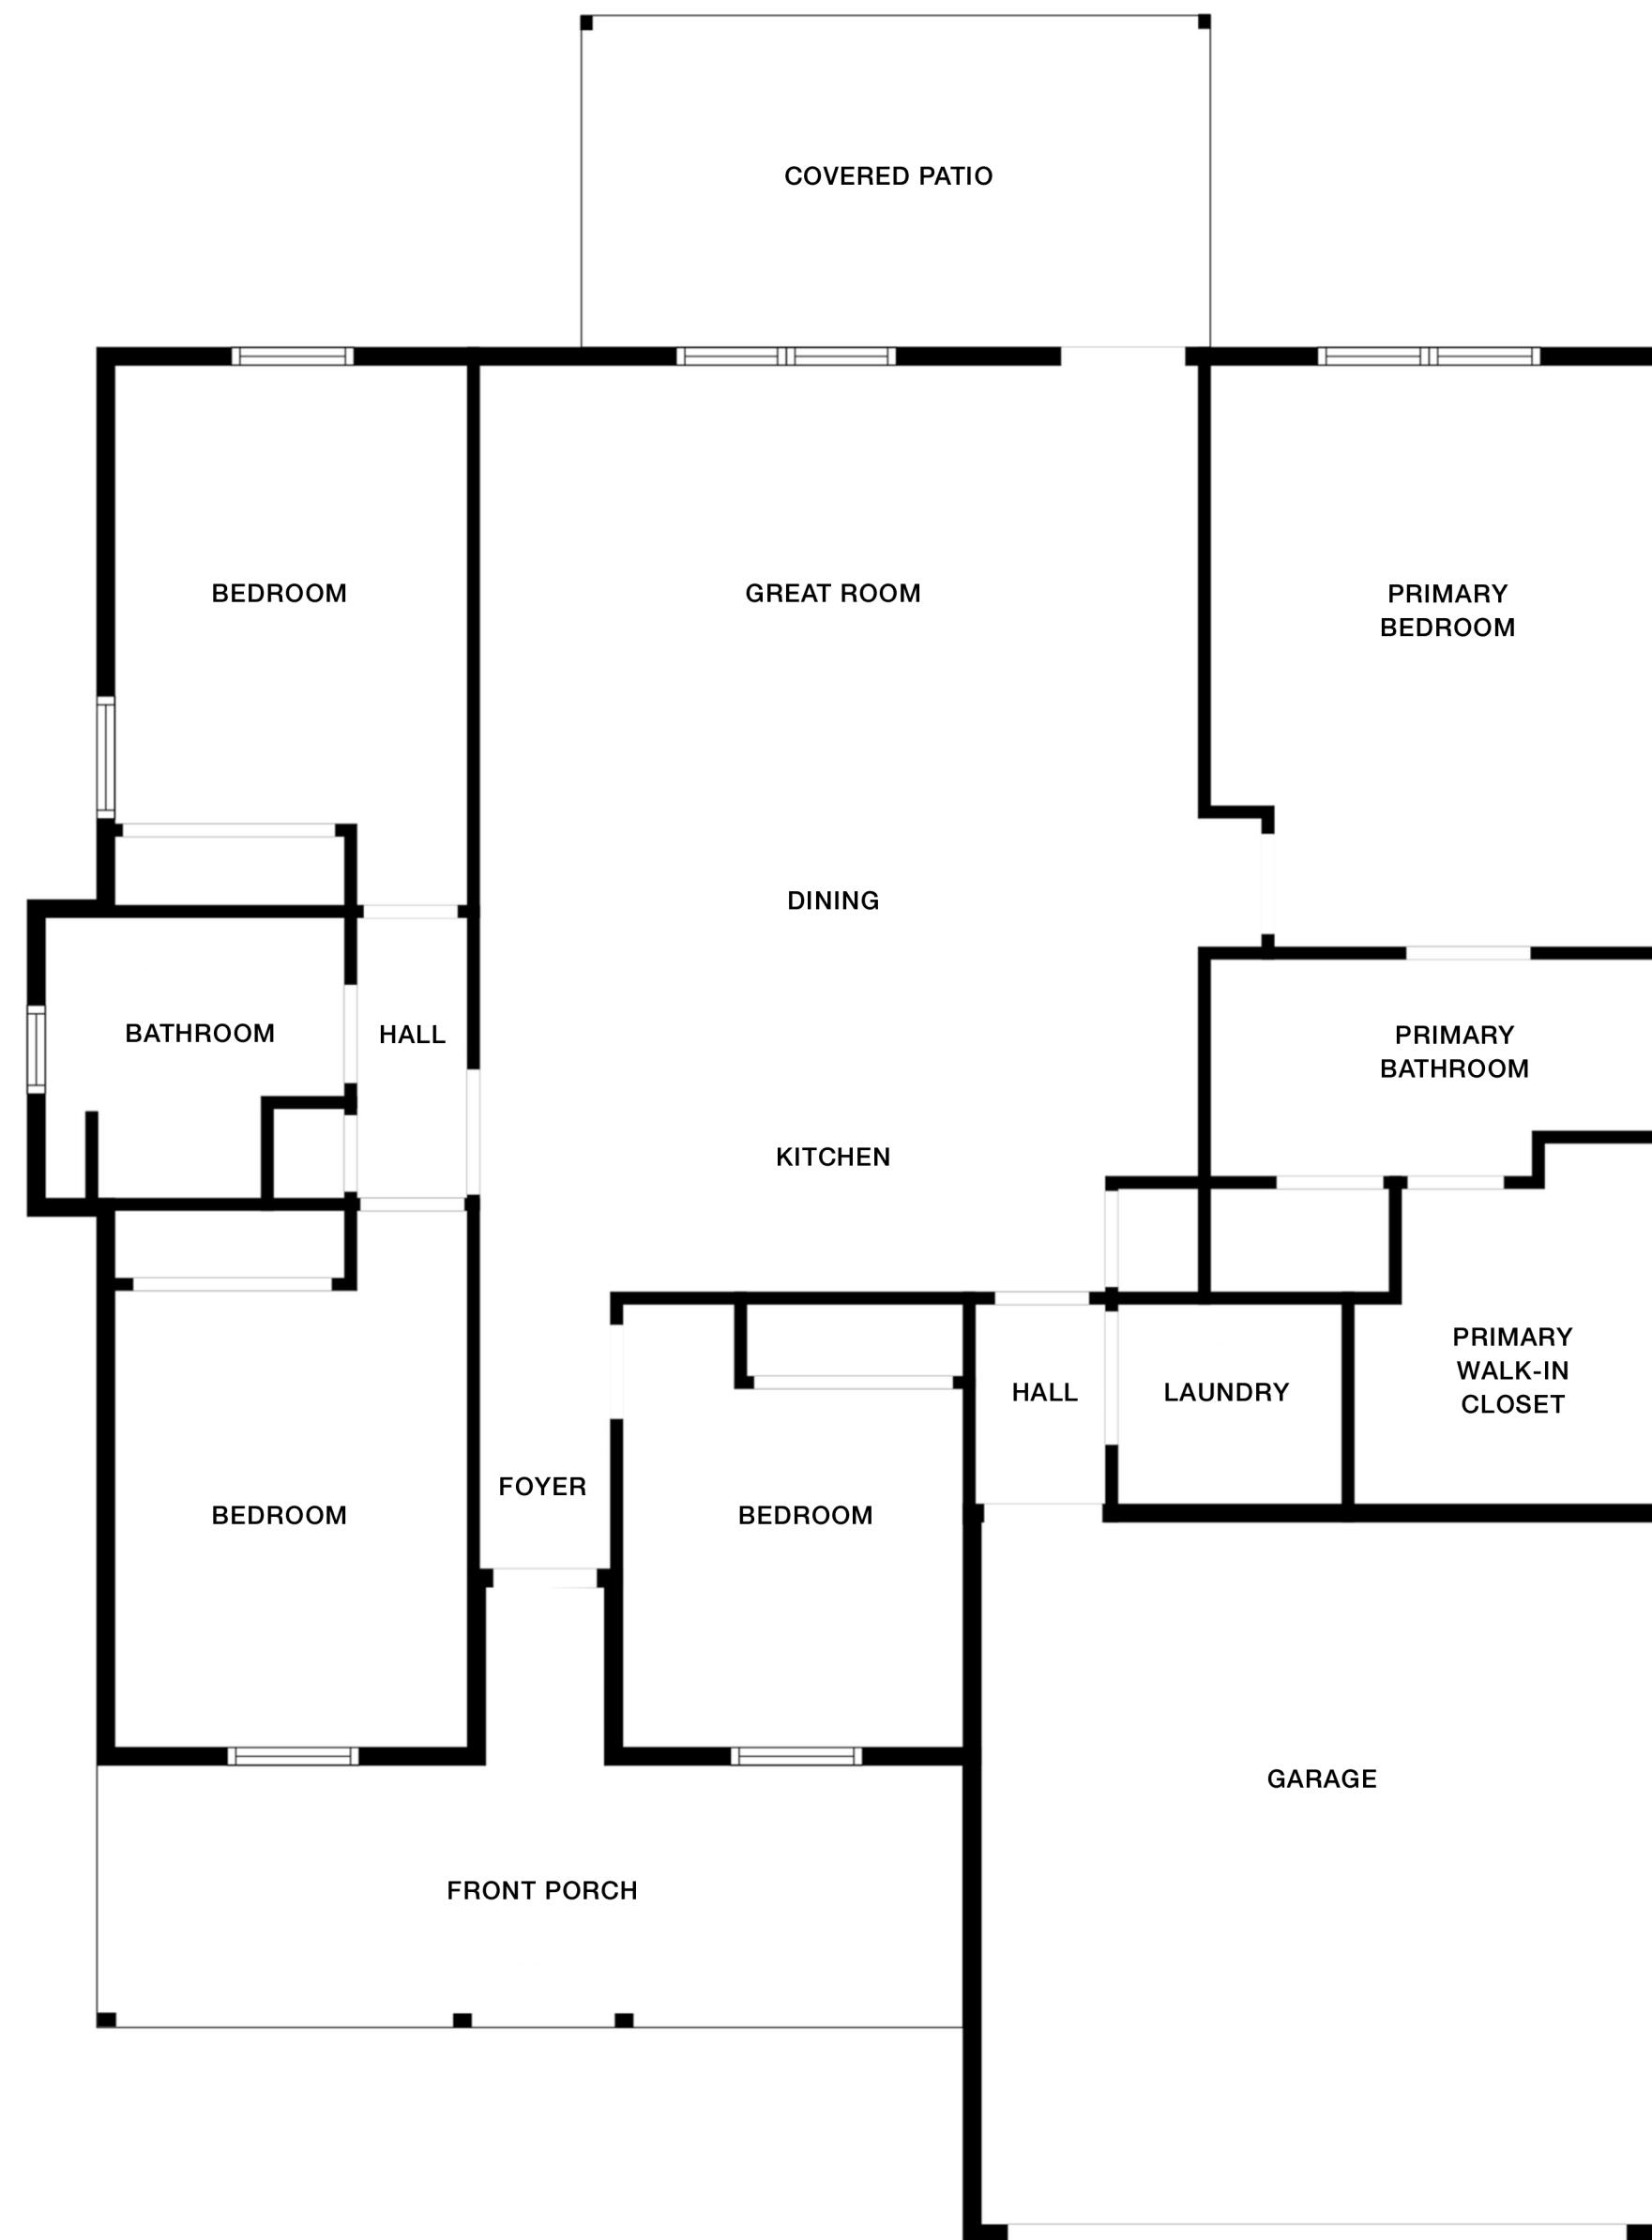 COVERED PATIO
BEDROOM
GREAT ROOM
PRIMARY
BEDROOM
DINING
BATHROOM
HALL
PRIMARY
BATHROOM
KITCHEN
PRIMARY
WALK-IN
CLOSET
HALL
LAUNDRY
FOYER
BEDROOM
BEDROOM
GARAGE
FRONT PORCH